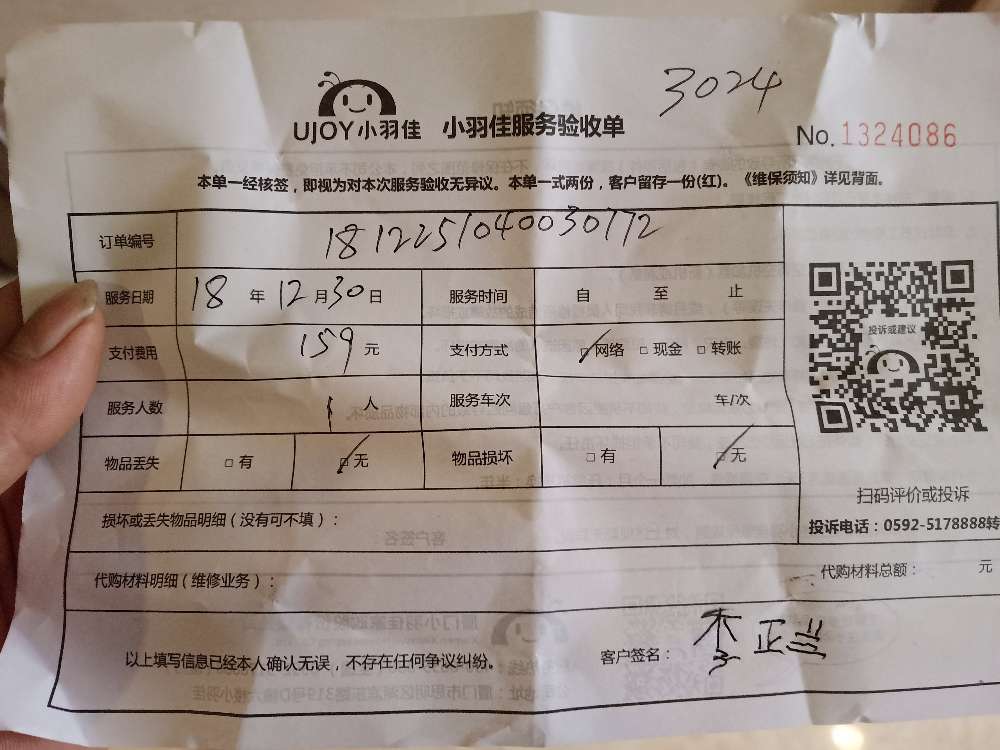 3024
UJOY小羽佳 小羽佳服务验收单
No. 1324086
本单一经核签，即视为对本次服务验收无异议。本单一式两份，客户留存一份(红)。《维保须知》详见背面。
订单编号 1812251040030172
服务日期 18 年 12 月 30 日 服务时间 自 至 止
支付费用 159 元 支付方式 ☑网络 □现金 □转账
投诉或建议
服务人数 1 人 服务车次 车/次
物品丢失 □有 ☑无 物品损坏 □有 ☑无
扫码评价或投诉
损坏或丢失物品明细（没有可不填）：
投诉电话：0592-5178888转
代购材料明细（维修业务）： 代购材料总额： 元
以上填写信息已经本人确认无误，不存在任何争议纠纷。 客户签名：李正兴